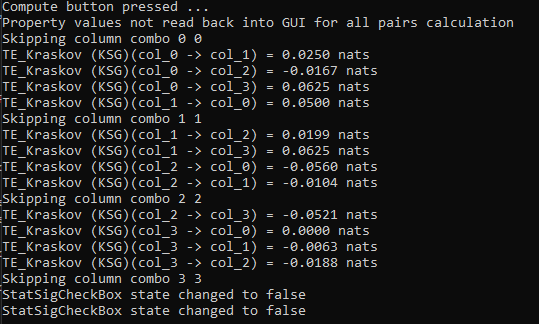 Compute button pressed ...
Property values not read back into GUI for all pairs calculation
Skipping column combo 0 0
TE_Kraskov (KSG)(col_0 -> col_1) = 0.0250 nats
TE_Kraskov (KSG)(col_0 -> col_2) = -0.0167 nats
TE_Kraskov (KSG)(col_0 -> col_3) = 0.0625 nats
TE_Kraskov (KSG)(col_1 -> col_0) = 0.0500 nats
Skipping column combo 1 1
TE_Kraskov (KSG)(col_1 -> col_2) = 0.0199 nats
TE_Kraskov (KSG)(col_1 -> col_3) = 0.0625 nats
TE_Kraskov (KSG)(col_2 -> col_0) = -0.0560 nats
TE_Kraskov (KSG)(col_2 -> col_1) = -0.0104 nats
Skipping column combo 2 2
TE_Kraskov (KSG)(col_2 -> col_3) = -0.0521 nats
TE_Kraskov (KSG)(col_3 -> col_0) = 0.0000 nats
TE_Kraskov (KSG)(col_3 -> col_1) = -0.0063 nats
TE_Kraskov (KSG)(col_3 -> col_2) = -0.0188 nats
Skipping column combo 3 3
StatSigCheckBox state changed to false
StatSigCheckBox state changed to false